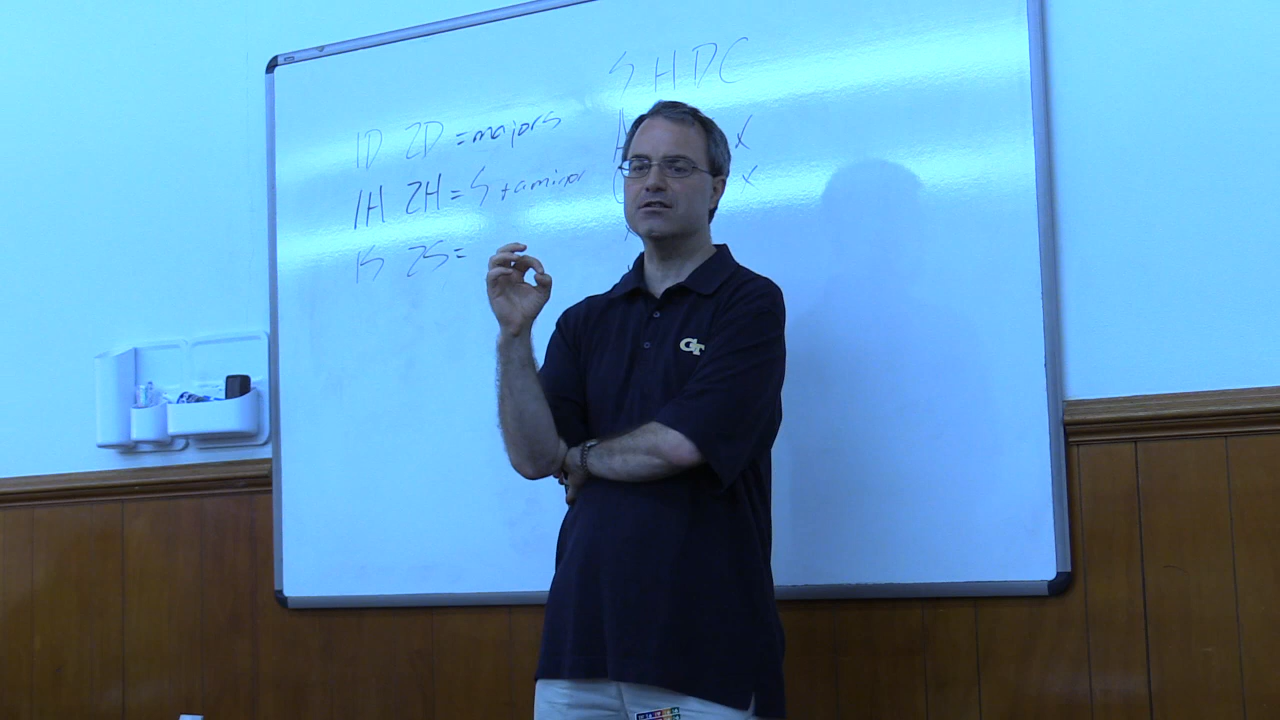 S H D C
1D 2D = majors
x
1H 2H = S + a minor
x
1S 2S =
GT